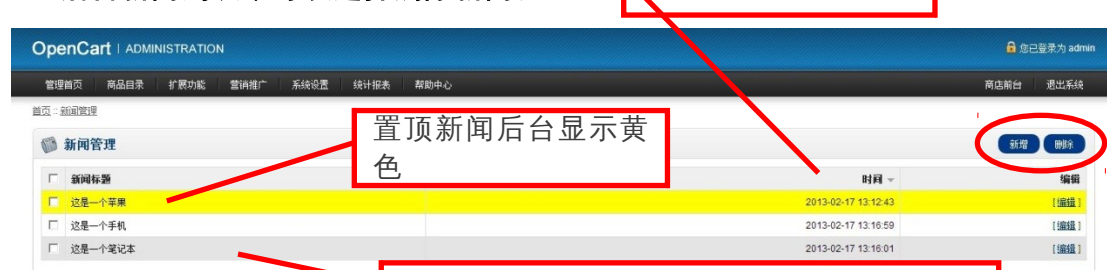 OpenCart | ADMINISTRATION
您已登录为 admin
管理首页 商品目录 扩展功能 营销推广 系统设置 统计报表 帮助中心 商店前台 退出系统
首页 :: 新闻管理
置顶新闻后台显示黄
色
新闻管理 新增 删除
新闻标题 时间 编辑
这是一个苹果 2013-02-17 13:12:43 [编辑]
这是一个手机 2013-02-17 13:16:59 [编辑]
这是一个笔记本 2013-02-17 13:16:01 [编辑]